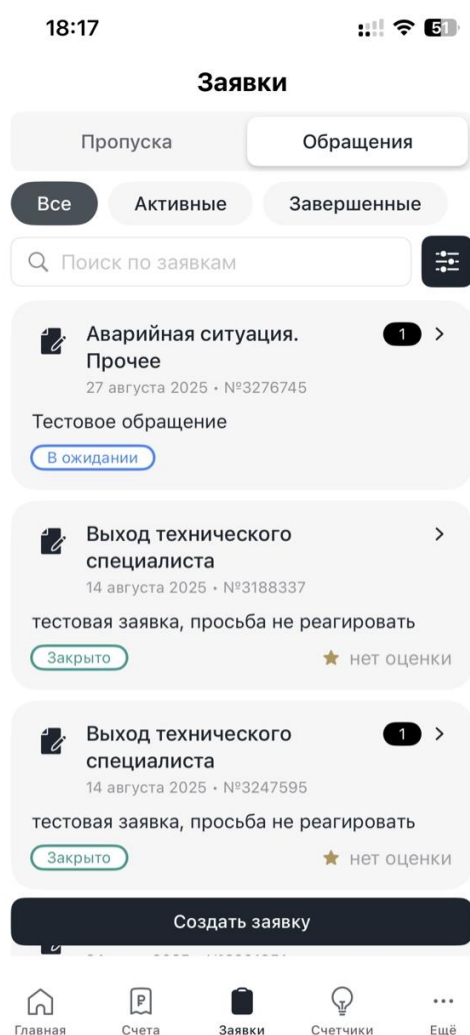 18:17
51
Заявки
Пропуска
Обращения
Все
Активные
Завершенные
Поиск по заявкам
Аварийная ситуация.
1
Прочее
27 августа 2025 • №3276745
Тестовое обращение
В ожидании
Выход технического
специалиста
14 августа 2025 • №3188337
тестовая заявка, просьба не реагировать
Закрыто
нет оценки
Выход технического
1
специалиста
14 августа 2025 • №3247595
тестовая заявка, просьба не реагировать
Закрыто
нет оценки
Создать заявку
Главная
Счета
Заявки
Счетчики
Ещё